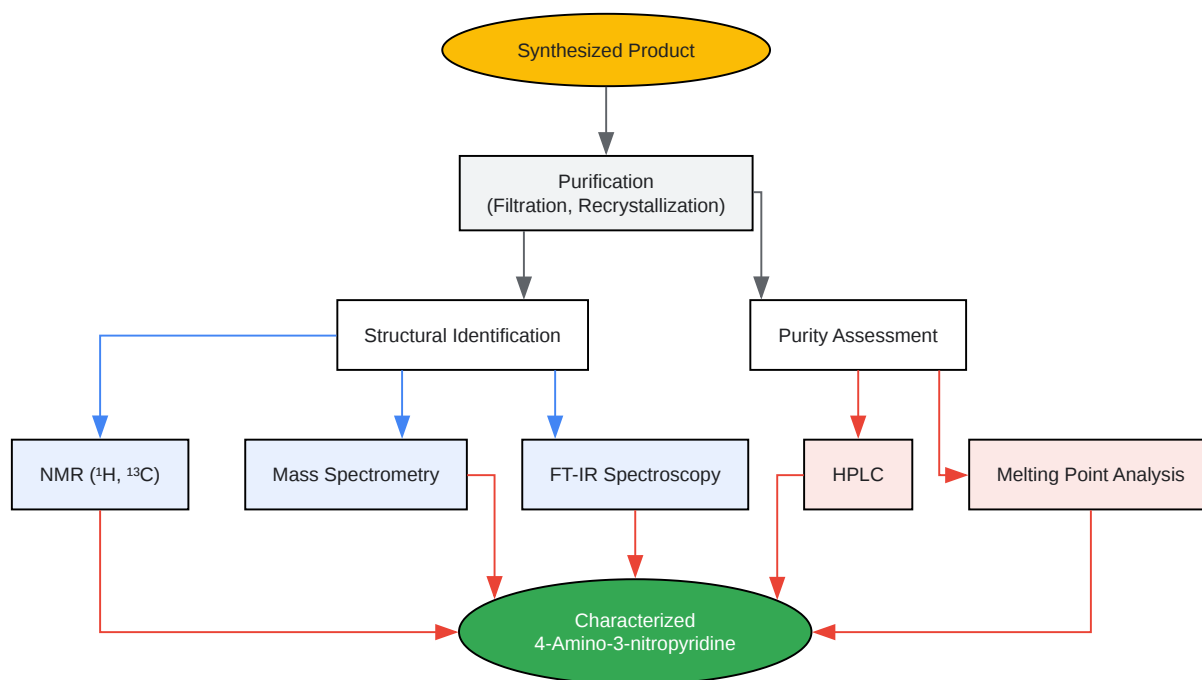 Synthesized Product
Purification
(Filtration, Recrystallization)
Structural Identification
Purity Assessment
NMR (¹H, ¹³C)
Mass Spectrometry
FT-IR Spectroscopy
HPLC
Melting Point Analysis
Characterized
4-Amino-3-nitropyridine